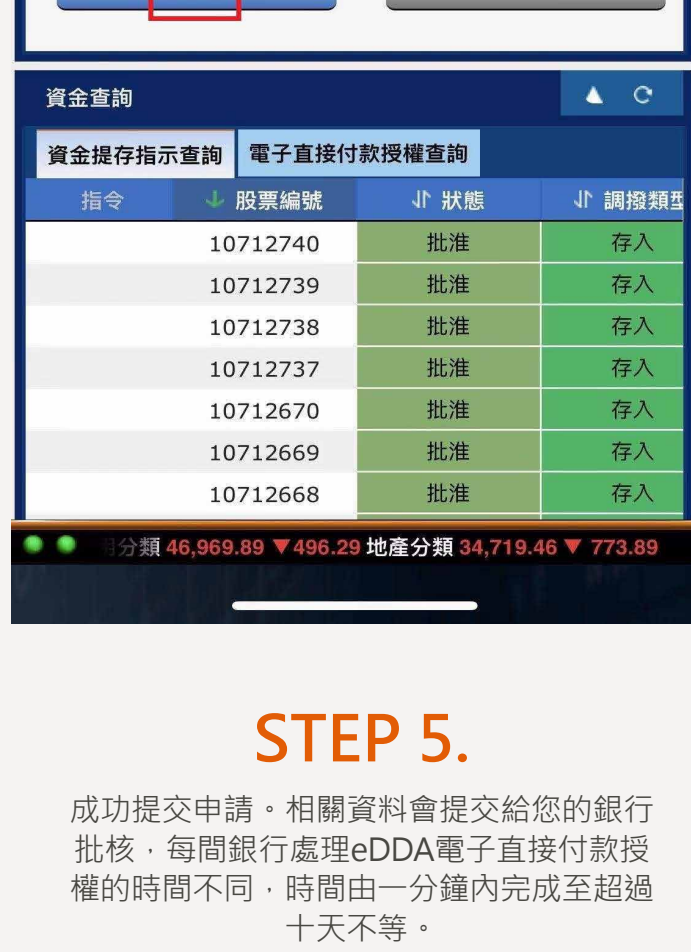 資金查詢
資金提存指示查詢 電子直接付款授權查詢
指令 股票編號 狀態 調撥類型
10712740 批准 存入
10712739 批准 存入
10712738 批准 存入
10712737 批准 存入
10712670 批准 存入
10712669 批准 存入
10712668 批准 存入
分類 46,969.89 ▼496.29 地產分類 34,719.46 ▼ 773.89
STEP 5.
成功提交申請。相關資料會提交給您的銀行
批核，每間銀行處理eDDA電子直接付款授
權的時間不同，時間由一分鐘內完成至超過
十天不等。